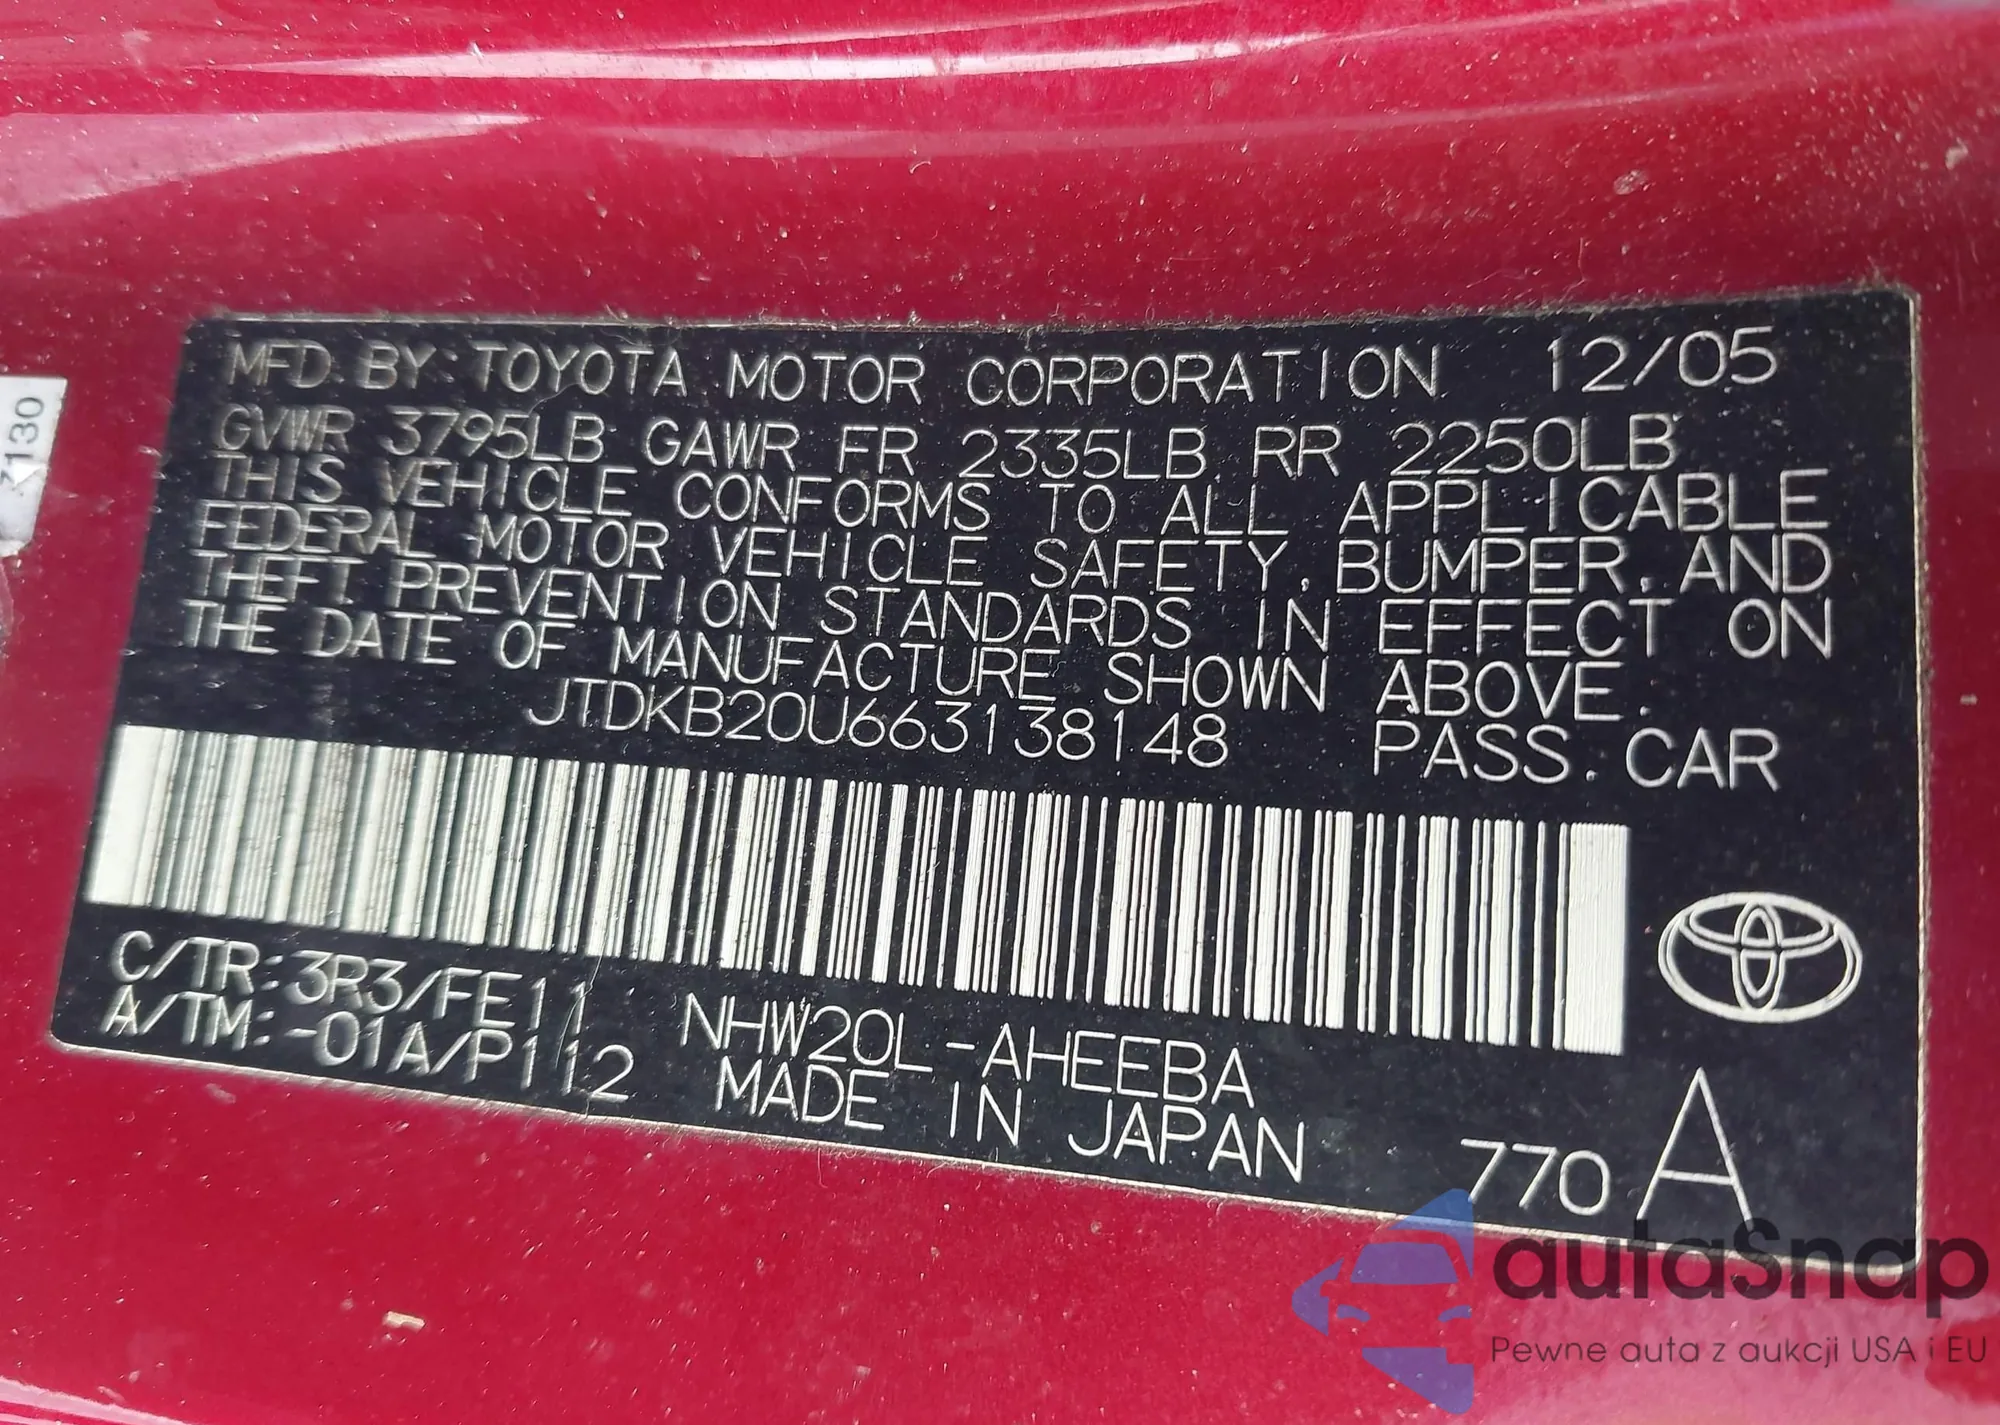 MFD. BY: TOYOTA MOTOR CORPORATION 12/05
GVWR 3795LB GAWR FR 2335LB RR 2250LB
THIS VEHICLE CONFORMS TO ALL APPLICABLE
FEDERAL MOTOR VEHICLE SAFETY, BUMPER, AND
THEFT PREVENTION STANDARDS IN EFFECT ON
THE DATE OF MANUFACTURE SHOWN ABOVE.
JTDKB20U663138148 PASS. CAR
C/TR: 3R3/FE11 NHW20L-AHEEBA
A/TM: -01A/P112 MADE IN JAPAN
770 A
autaSnap
Pewne auta z aukcji USA i EU